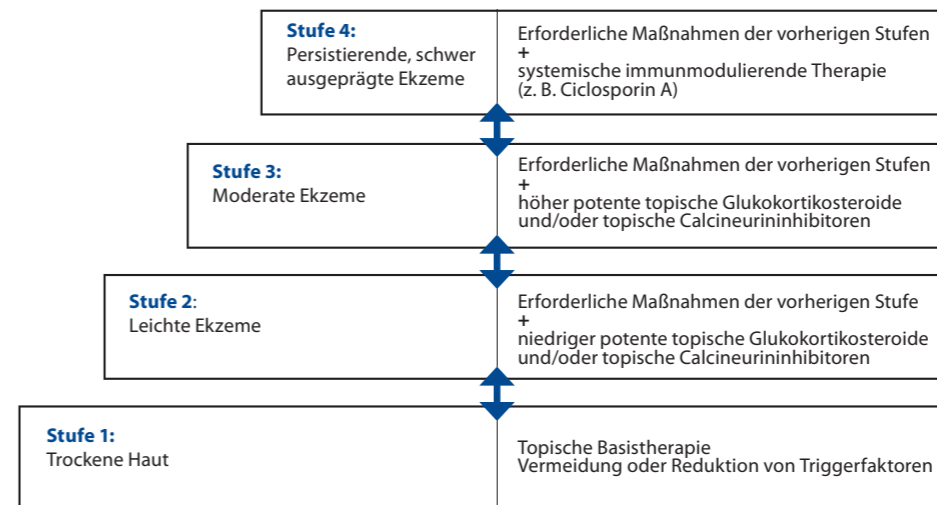 Stufe 4:
Persistierende, schwer
ausgeprägte Ekzeme
Erforderliche Maßnahmen der vorherigen Stufen
+
systemische immunmodulierende Therapie
(z. B. Ciclosporin A)
Stufe 3:
Moderate Ekzeme
Erforderliche Maßnahmen der vorherigen Stufen
+
höher potente topische Glukokortikosteroide
und/oder topische Calcineurininhibitoren
Stufe 2:
Leichte Ekzeme
Erforderliche Maßnahmen der vorherigen Stufe
+
niedriger potente topische Glukokortikosteroide
und/oder topische Calcineurininhibitoren
Stufe 1:
Trockene Haut
Topische Basistherapie
Vermeidung oder Reduktion von Triggerfaktoren